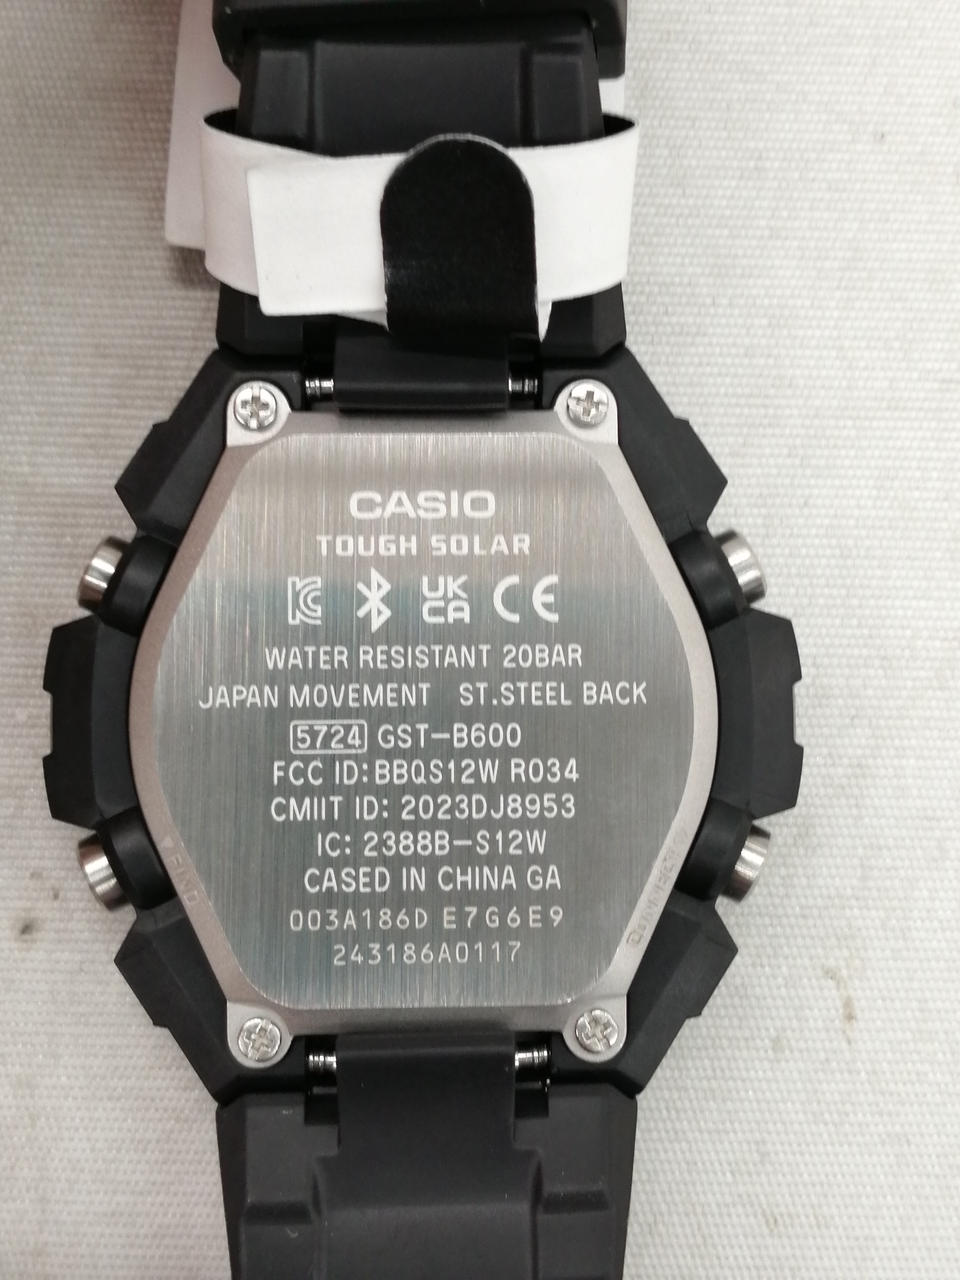 CASIO
TOUGH SOLAR
UK CA CE
WATER RESISTANT 20BAR
JAPAN MOVEMENT ST.STEEL BACK
5724 GST-B600
FCC ID:BBQS12W R034
CMIIT ID: 2023DJ8953
IC: 2388B-S12W
CASED IN CHINA GA
003A186D E7G6E9
243186A0117